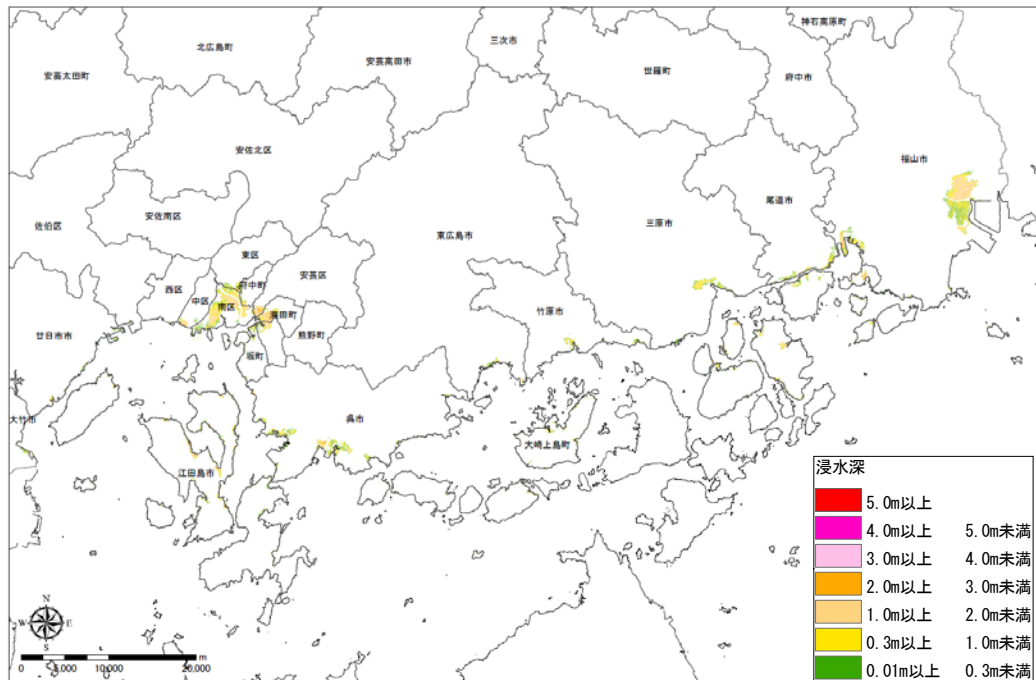 神石高原町
三次市
北広島町
世羅町
安芸高田市
府中市
安芸太田町
安佐北区
福山市
尾道市
安佐南区
佐伯区
三原市
東広島市
東区
安芸区
府中町
西区
中区
南区
海田町
竹原市
熊野町
廿日市市
坂町
呉市
大竹市
大崎上島町
江田島市
浸水深
5.0m以上
4.0m以上 5.0m未満
3.0m以上 4.0m未満
2.0m以上 3.0m未満
1.0m以上 2.0m未満
0.3m以上 1.0m未満
0.01m以上 0.3m未満
N
W E
S
m
0 5,000 10,000 20,000